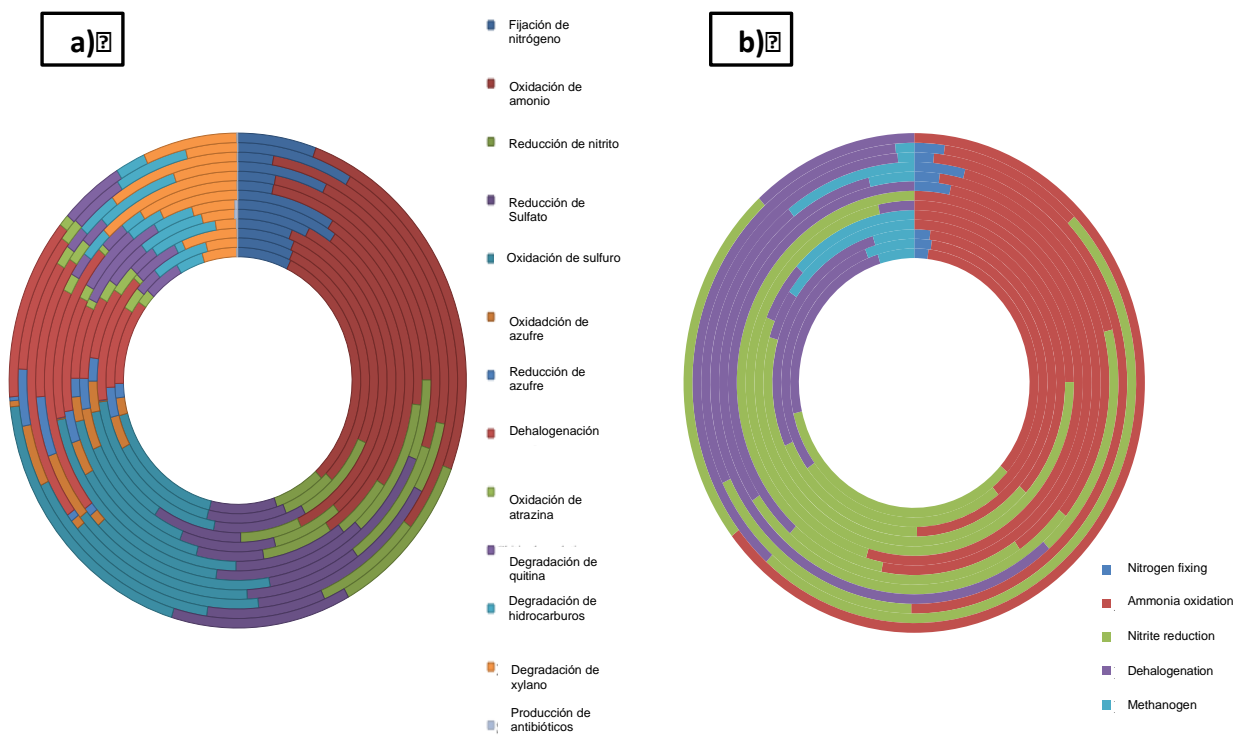 a)⍰
Fijación de
nitrógeno
Oxidación de
amonio
Reducción de nitrito
Reducción de
Sulfato
Oxidación de sulfuro
Oxidadción de
azufre
Reducción de
azufre
Dehalogenación
Oxidación de
atrazina
Degradación de
quitina
Degradación de
hidrocarburos
Degradación de
xylano
Producción de
antibióticos
b)⍰
Nitrogen fixing
Ammonia oxidation
Nitrite reduction
Dehalogenation
Methanogen